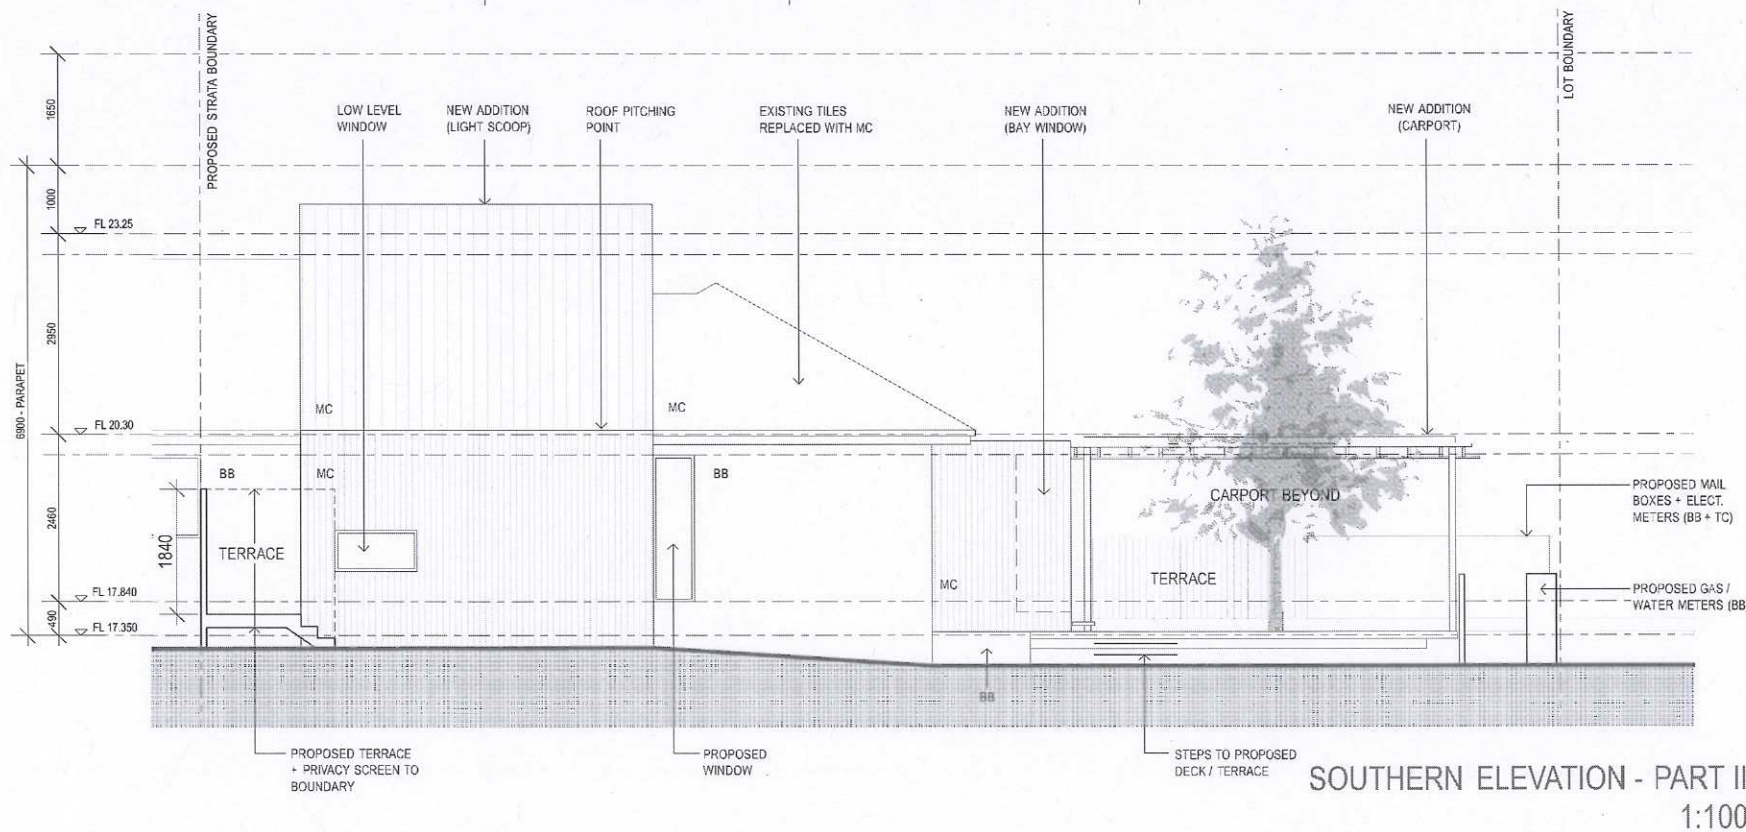 PROPOSED STRATA BOUNDARY
LOT BOUNDARY
LOW LEVEL
WINDOW
NEW ADDITION
(LIGHT SCOOP)
ROOF PITCHING
POINT
EXISTING TILES
REPLACED WITH MC
NEW ADDITION
(BAY WINDOW)
NEW ADDITION
(CARPORT)
1650
1000
FL 23.25
2950
6900 - PARAPET
MC
MC
FL 20.30
BB
MC
BB
2460
1840
TERRACE
CARPORT BEYOND
TERRACE
MC
PROPOSED MAIL
BOXES + ELECT.
METERS (BB + TC)
PROPOSED GAS /
WATER METERS (BB
FL 17.840
490
FL 17.350
BB
PROPOSED TERRACE
+ PRIVACY SCREEN TO
BOUNDARY
PROPOSED
WINDOW
STEPS TO PROPOSED
DECK / TERRACE
SOUTHERN ELEVATION - PART II
1:100